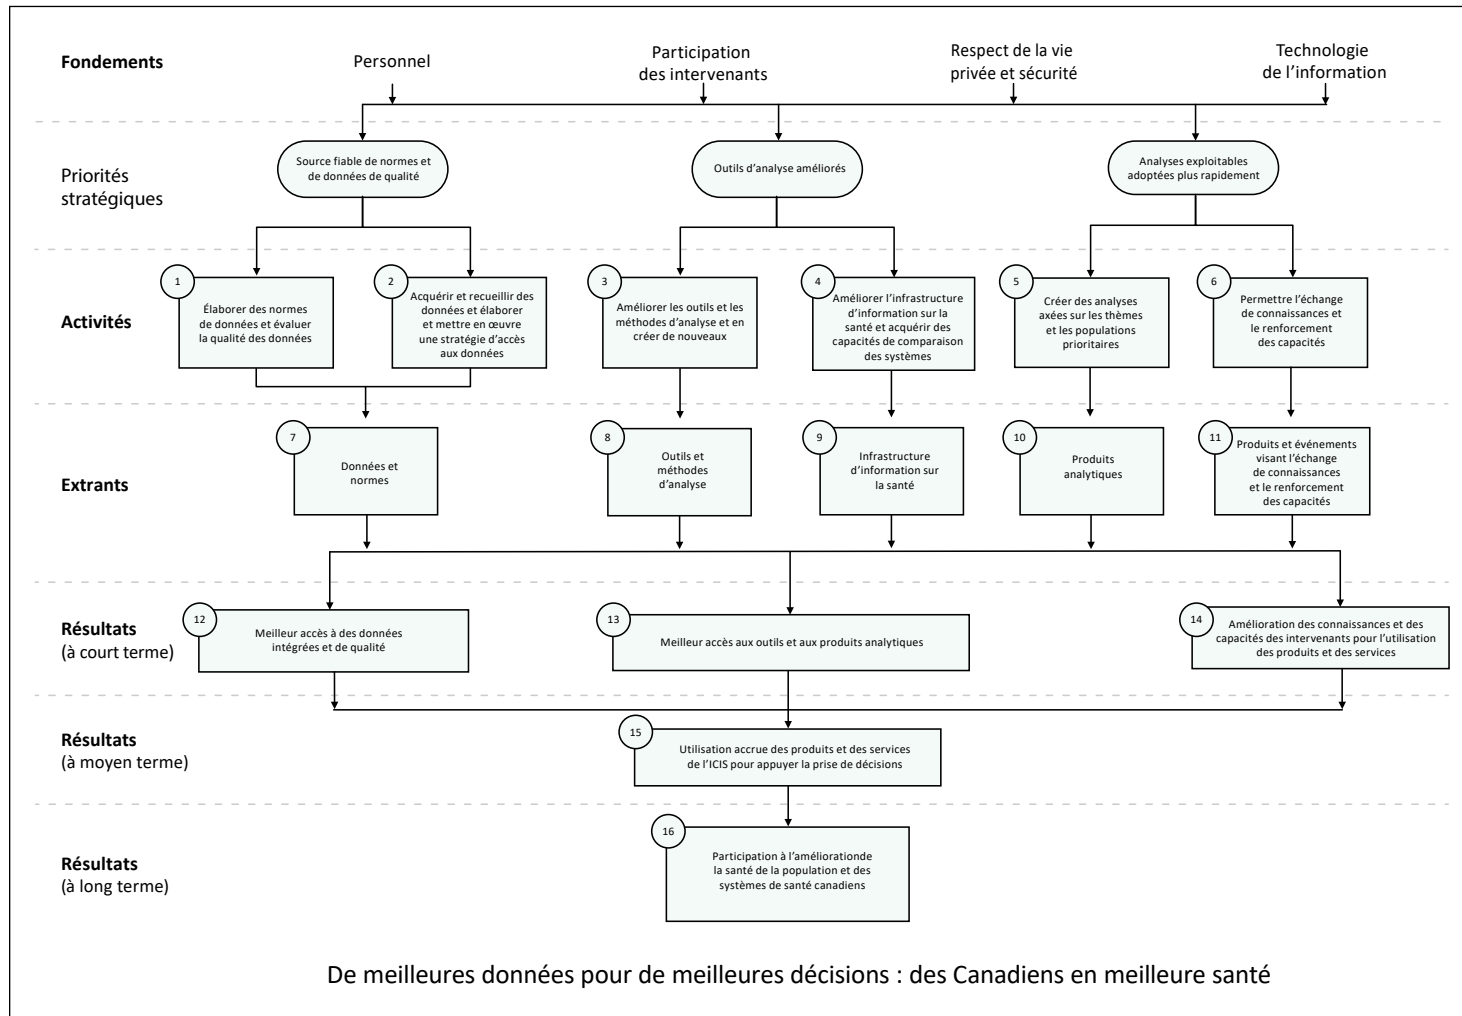 Fondements
Personnel
Participation
des intervenants
Respect de la vie
privée et sécurité
Technologie
de l’information
Priorités
stratégiques
Source fiable de normes et
de données de qualité
Outils d’analyse améliorés
Analyses exploitables
adoptées plus rapidement
Activités
1
Élaborer des normes
de données et évaluer
la qualité des données
2
Acquérir et recueillir des
données et élaborer
et mettre en œuvre
une stratégie d’accès
aux données
3
Améliorer les outils et les
méthodes d’analyse et en
créer de nouveaux
4
Améliorer l’infrastructure
d’information sur la
santé et acquérir des
capacités de comparaison
des systèmes
5
Créer des analyses
axées sur les thèmes
et les populations
prioritaires
6
Permettre l’échange
de connaissances et
le renforcement
des capacités
Extrants
7
Données et
normes
8
Outils et
méthodes
d’analyse
9
Infrastructure
d’information sur
la santé
10
Produits
analytiques
11
Produits et événements
visant l’échange
de connaissances
et le renforcement
des capacités
Résultats
(à court terme)
12
Meilleur accès à des données
intégrées et de qualité
13
Meilleur accès aux outils et aux produits analytiques
14
Amélioration des connaissances et des
capacités des intervenants pour l’utilisation
des produits et des services
Résultats
(à moyen terme)
15
Utilisation accrue des produits et des services
de l’ICIS pour appuyer la prise de décisions
Résultats
(à long terme)
16
Participation à l’améliorationde
la santé de la population et des
systèmes de santé canadiens
De meilleures données pour de meilleures décisions : des Canadiens en meilleure santé